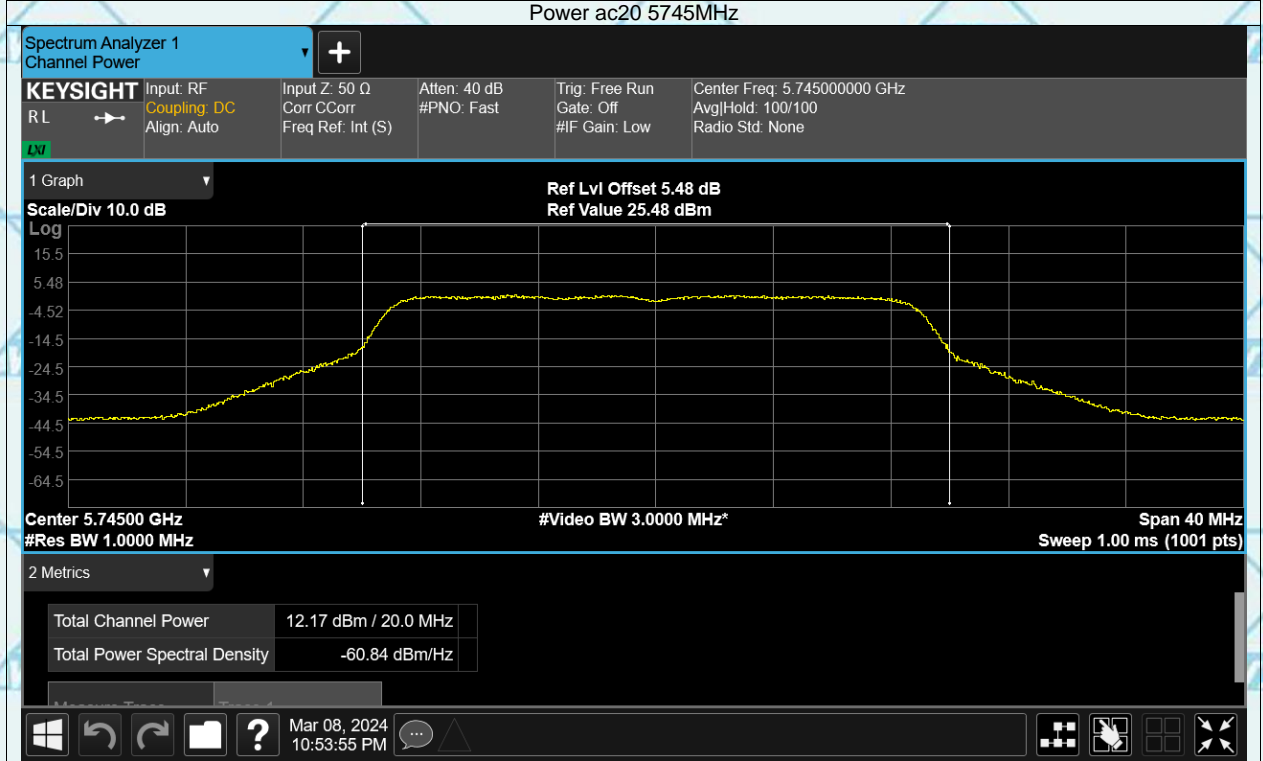 Power ac20 5745MHz
Spectrum Analyzer 1
Channel Power
KEYSIGHT
R L
LXI
Input: RF
Coupling: DC
Align: Auto
Input Z: 50 Ω
Corr CCorr
Freq Ref: Int (S)
Atten: 40 dB
#PNO: Fast
Trig: Free Run
Gate: Off
#IF Gain: Low
Center Freq: 5.745000000 GHz
Avg|Hold: 100/100
Radio Std: None
1 Graph
Scale/Div 10.0 dB
Ref Lvl Offset 5.48 dB
Ref Value 25.48 dBm
Log
15.5
5.48
-4.52
-14.5
-24.5
-34.5
-44.5
-54.5
-64.5
Center 5.74500 GHz
#Res BW 1.0000 MHz
#Video BW 3.0000 MHz*
Span 40 MHz
Sweep 1.00 ms (1001 pts)
2 Metrics
Total Channel Power 12.17 dBm / 20.0 MHz
Total Power Spectral Density -60.84 dBm/Hz
Measure Trace Trace 1
Mar 08, 2024
10:53:55 PM